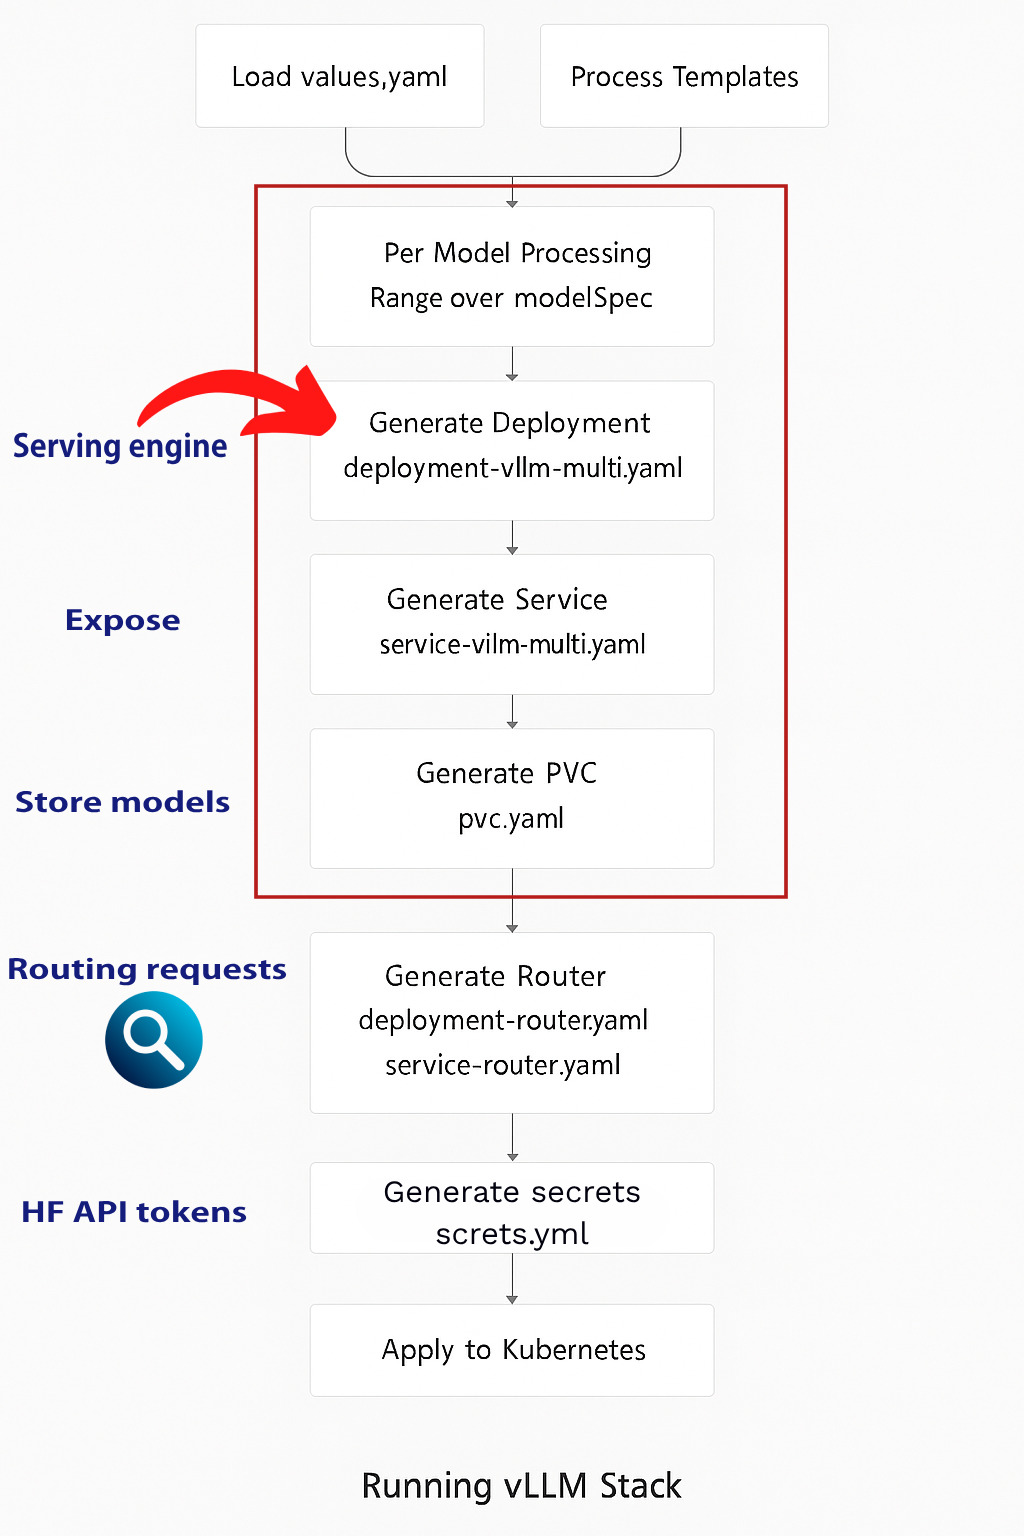 Load values,yaml
Process Templates
Per Model Processing
Range over modelSpec
Serving engine
Generate Deployment
deployment-vllm-multi.yaml
Expose
Generate Service
service-vilm-multi.yaml
Store models
Generate PVC
pvc.yaml
Routing requests
Generate Router
deployment-router.yaml
service-router.yaml
HF API tokens
Generate secrets
screts.yml
Apply to Kubernetes
Running vLLM Stack